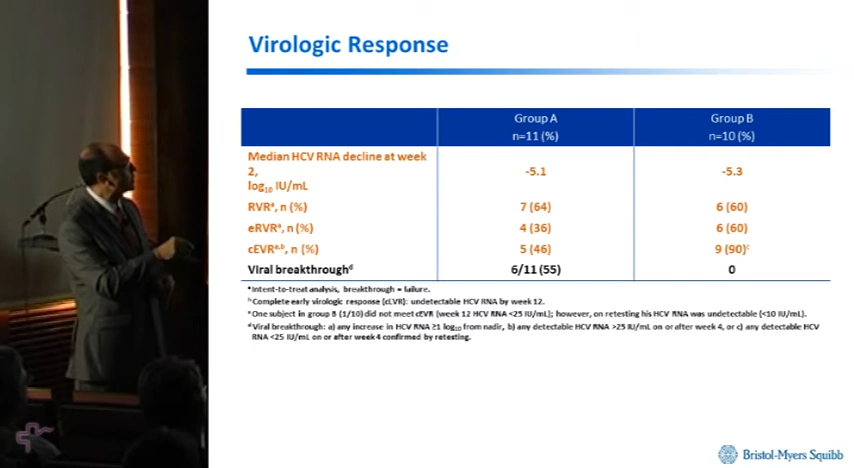 Virologic Response
Group A
n=11 (%)
Group B
n=10 (%)
Median HCV RNA decline at week
2,
log10 IU/mL
-5.1
-5.3
RVRa, n (%)
7 (64)
6 (60)
eRVRa, n (%)
4 (36)
6 (60)
cEVRa,b, n (%)
5 (46)
9 (90)c
Viral breakthroughd
6/11 (55)
0
a Intent-to-treat analysis, breakthrough = failure.
b Complete early virologic response (cEVR): undetectable HCV RNA by week 12.
c One subject in group B (1/10) did not meet cEVR (week 12 HCV RNA <25 IU/mL); however, on retesting his HCV RNA was undetectable (<10 IU/mL).
d Viral breakthrough: a) any increase in HCV RNA ≥1 log10 from nadir, b) any detectable HCV RNA >25 IU/mL on or after week 4, or c) any detectable HCV
RNA <25 IU/mL on or after week 4 confirmed by retesting.
Bristol-Myers Squibb